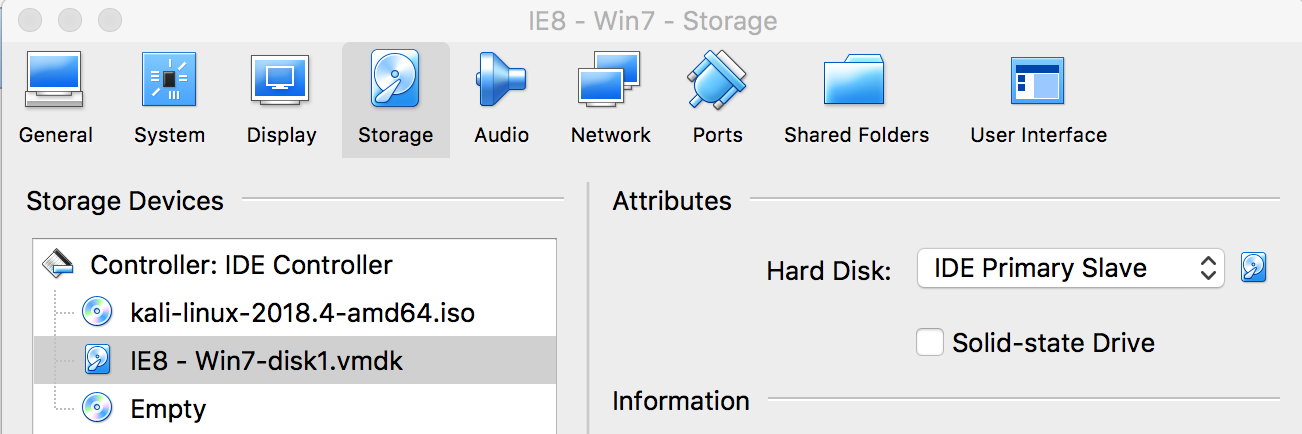 IE8 - Win7 - Storage
General System Display Storage Audio Network Ports Shared Folders User Interface
Storage Devices
Controller: IDE Controller
kali-linux-2018.4-amd64.iso
IE8 - Win7-disk1.vmdk
Empty
Attributes
Hard Disk: IDE Primary Slave
Solid-state Drive
Information